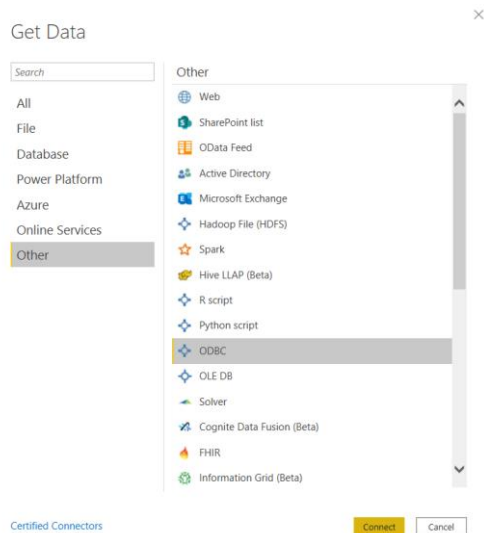 Get Data
Search
All
File
Database
Power Platform
Azure
Online Services
Other
Other
Web
SharePoint list
OData Feed
Active Directory
Microsoft Exchange
Hadoop File (HDFS)
Spark
Hive LLAP (Beta)
R script
Python script
ODBC
OLE DB
Solver
Cognite Data Fusion (Beta)
FHIR
Information Grid (Beta)
Certified Connectors
Connect
Cancel